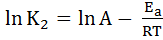 ln K₂ = ln A − Eₐ/RT